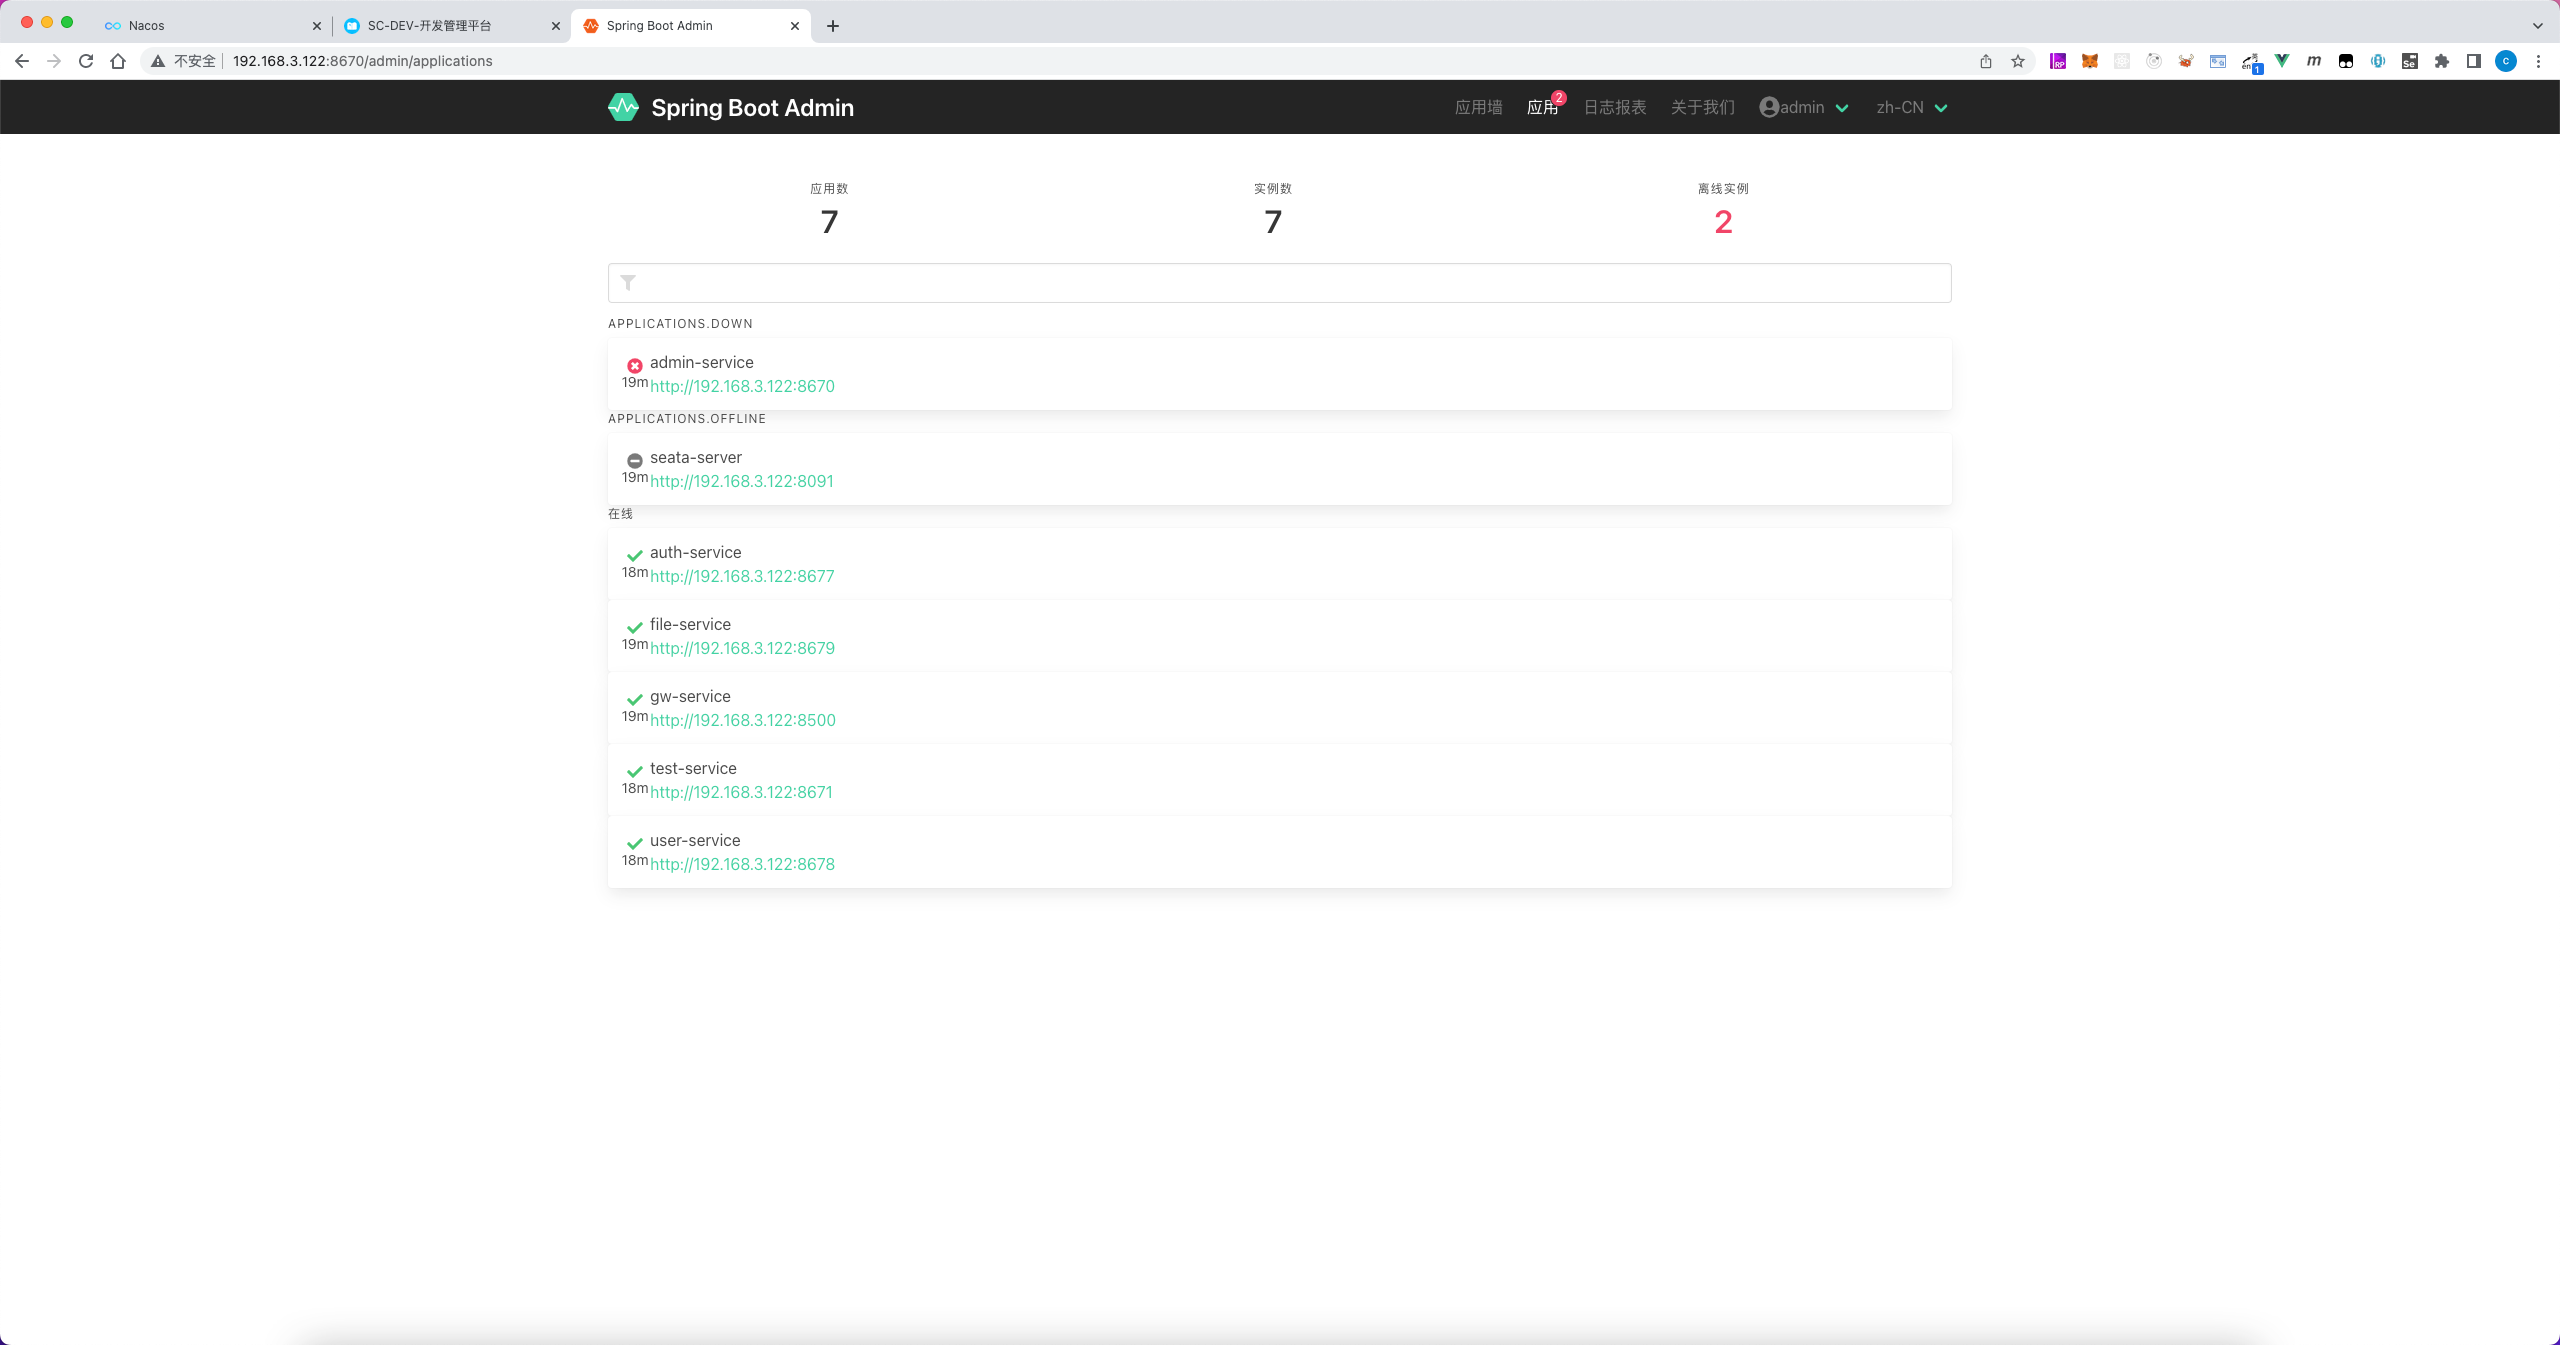 Nacos
SC-DEV-开发管理平台
Spring Boot Admin
不安全 192.168.3.122:8670/admin/applications
Spring Boot Admin
应用墙 应用 2 日志报表 关于我们 admin zh-CN
应用数 实例数 离线实例
7 7 2
APPLICATIONS.DOWN
admin-service
19m http://192.168.3.122:8670
APPLICATIONS.OFFLINE
seata-server
19m http://192.168.3.122:8091
在线
auth-service
18m http://192.168.3.122:8677
file-service
19m http://192.168.3.122:8679
gw-service
19m http://192.168.3.122:8500
test-service
18m http://192.168.3.122:8671
user-service
18m http://192.168.3.122:8678